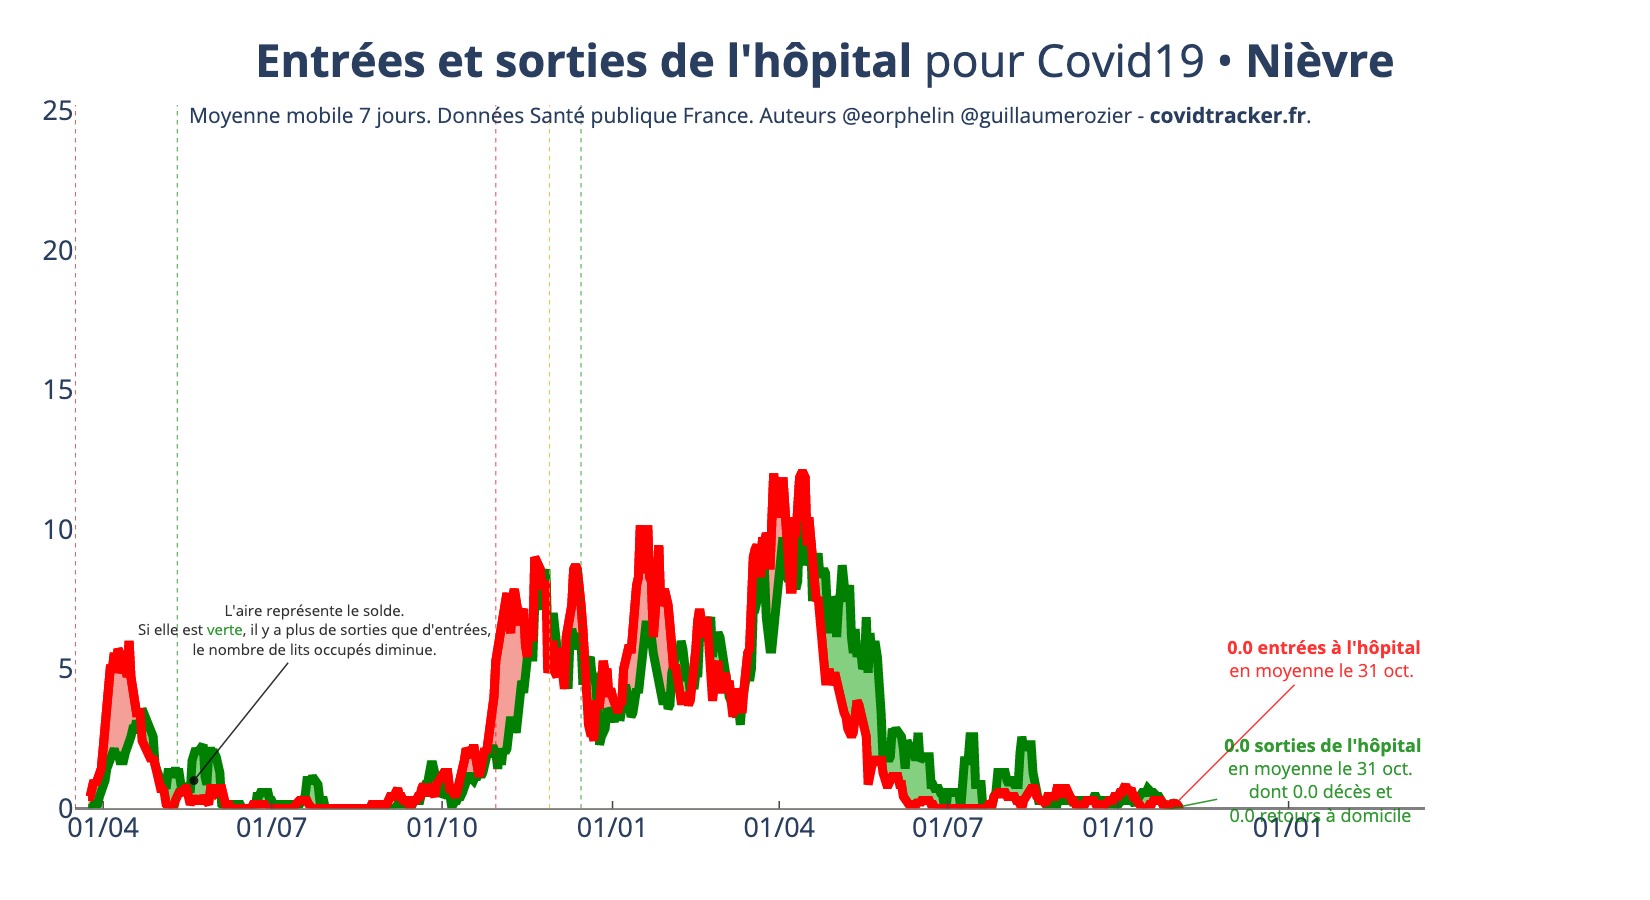 Entrées et sorties de l'hôpital pour Covid19 • Nièvre
Moyenne mobile 7 jours. Données Santé publique France. Auteurs @eorphelin @guillaumerozier - covidtracker.fr.
25
20
15
10
5
0
L'aire représente le solde.
Si elle est verte, il y a plus de sorties que d'entrées,
le nombre de lits occupés diminue.
0.0 entrées à l'hôpital
en moyenne le 31 oct.
0.0 sorties de l'hôpital
en moyenne le 31 oct.
dont 0.0 décès et
0.0 retours à domicile
01/04 01/07 01/10 01/01 01/04 01/07 01/10 01/01